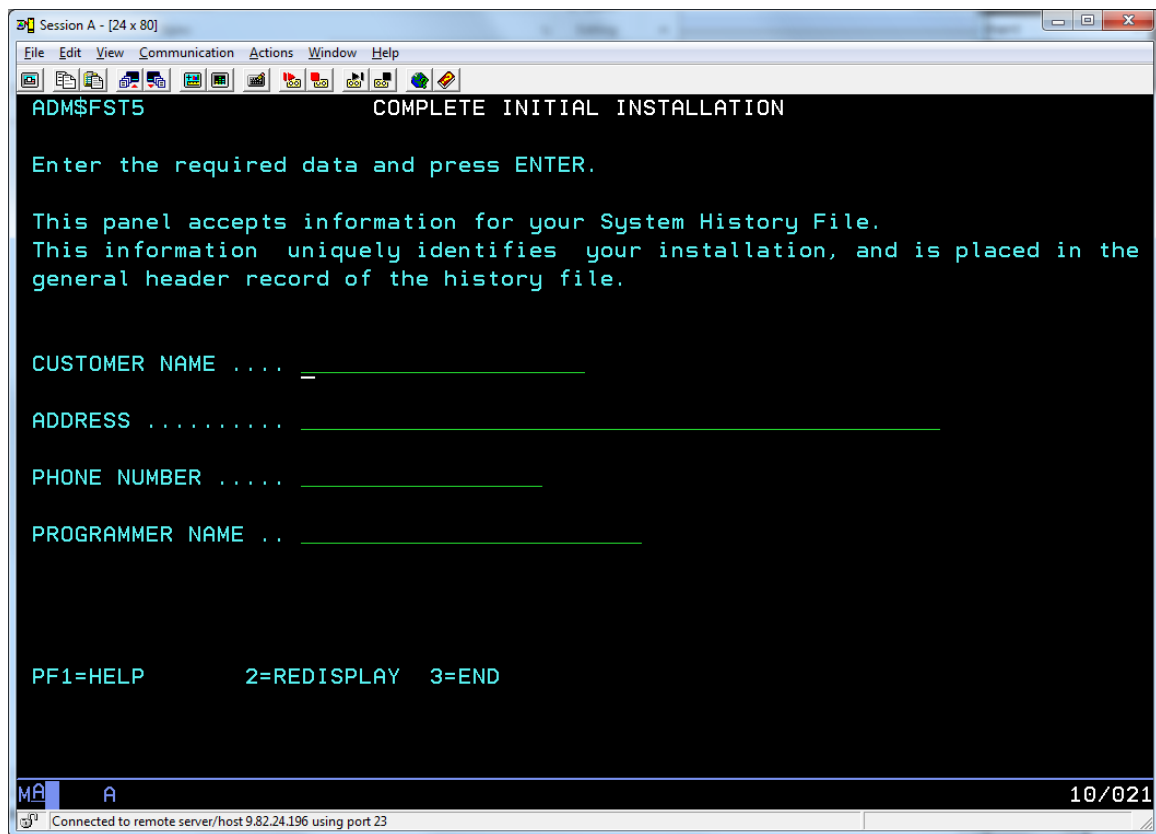 Session A - [24 x 80]
File Edit View Communication Actions Window Help
ADM$FST5 COMPLETE INITIAL INSTALLATION
Enter the required data and press ENTER.
This panel accepts information for your System History File.
This information uniquely identifies your installation, and is placed in the
general header record of the history file.
CUSTOMER NAME .... ____________________
ADDRESS .......... _____________________________________________
PHONE NUMBER ..... _________________
PROGRAMMER NAME .. ________________________
PF1=HELP 2=REDISPLAY 3=END
MA A 10/021
Connected to remote server/host 9.82.24.196 using port 23